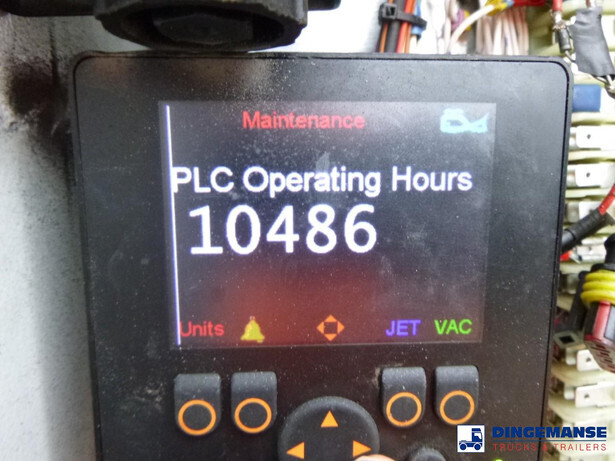 Maintenance
PLC Operating Hours
10486
Units JET VAC
DINGEMANSE
TRUCKS & TRAILERS